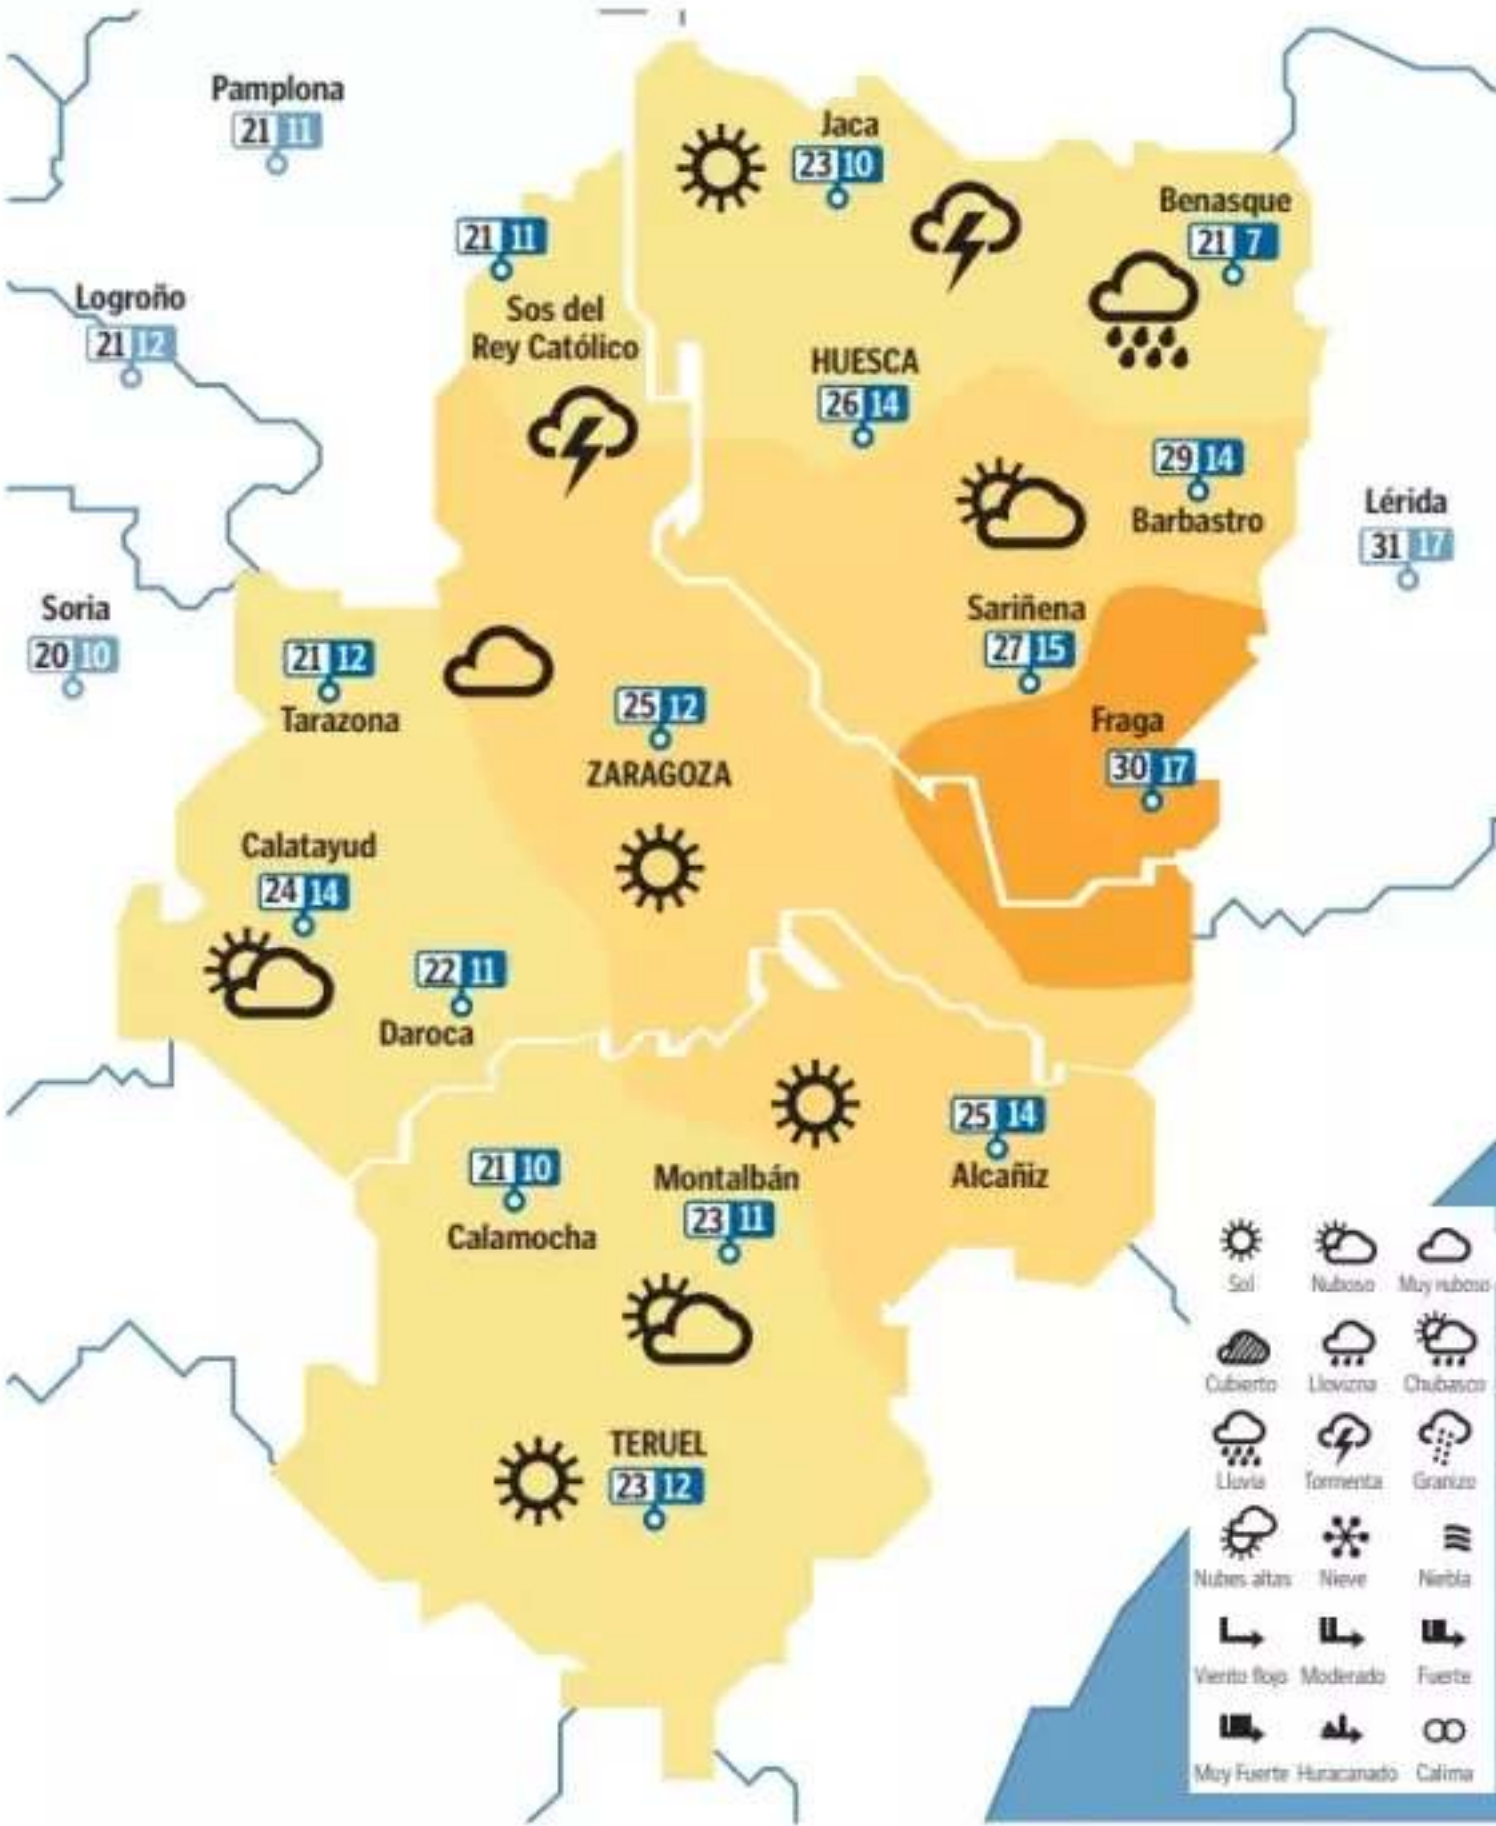 Pamplona
21 11
Jaca
23 10
Benasque
21 7
21 11
Sos del
Rey Católico
Logroño
21 12
HUESCA
26 14
29 14
Barbastro
Lérida
31 17
Soria
20 10
21 12
Tarazona
Sariñena
27 15
25 12
ZARAGOZA
Fraga
30 17
Calatayud
24 14
22 11
Daroca
25 14
Alcañiz
21 10
Calamocha
Montalbán
23 11
TERUEL
23 12
Sol Nuboso Muy nuboso
Cubierto Llovizna Chubasco
Lluvia Tormenta Granizo
Nubes altas Nieve Niebla
Viento flojo Moderado Fuerte
Muy Fuerte Huracanado Calima